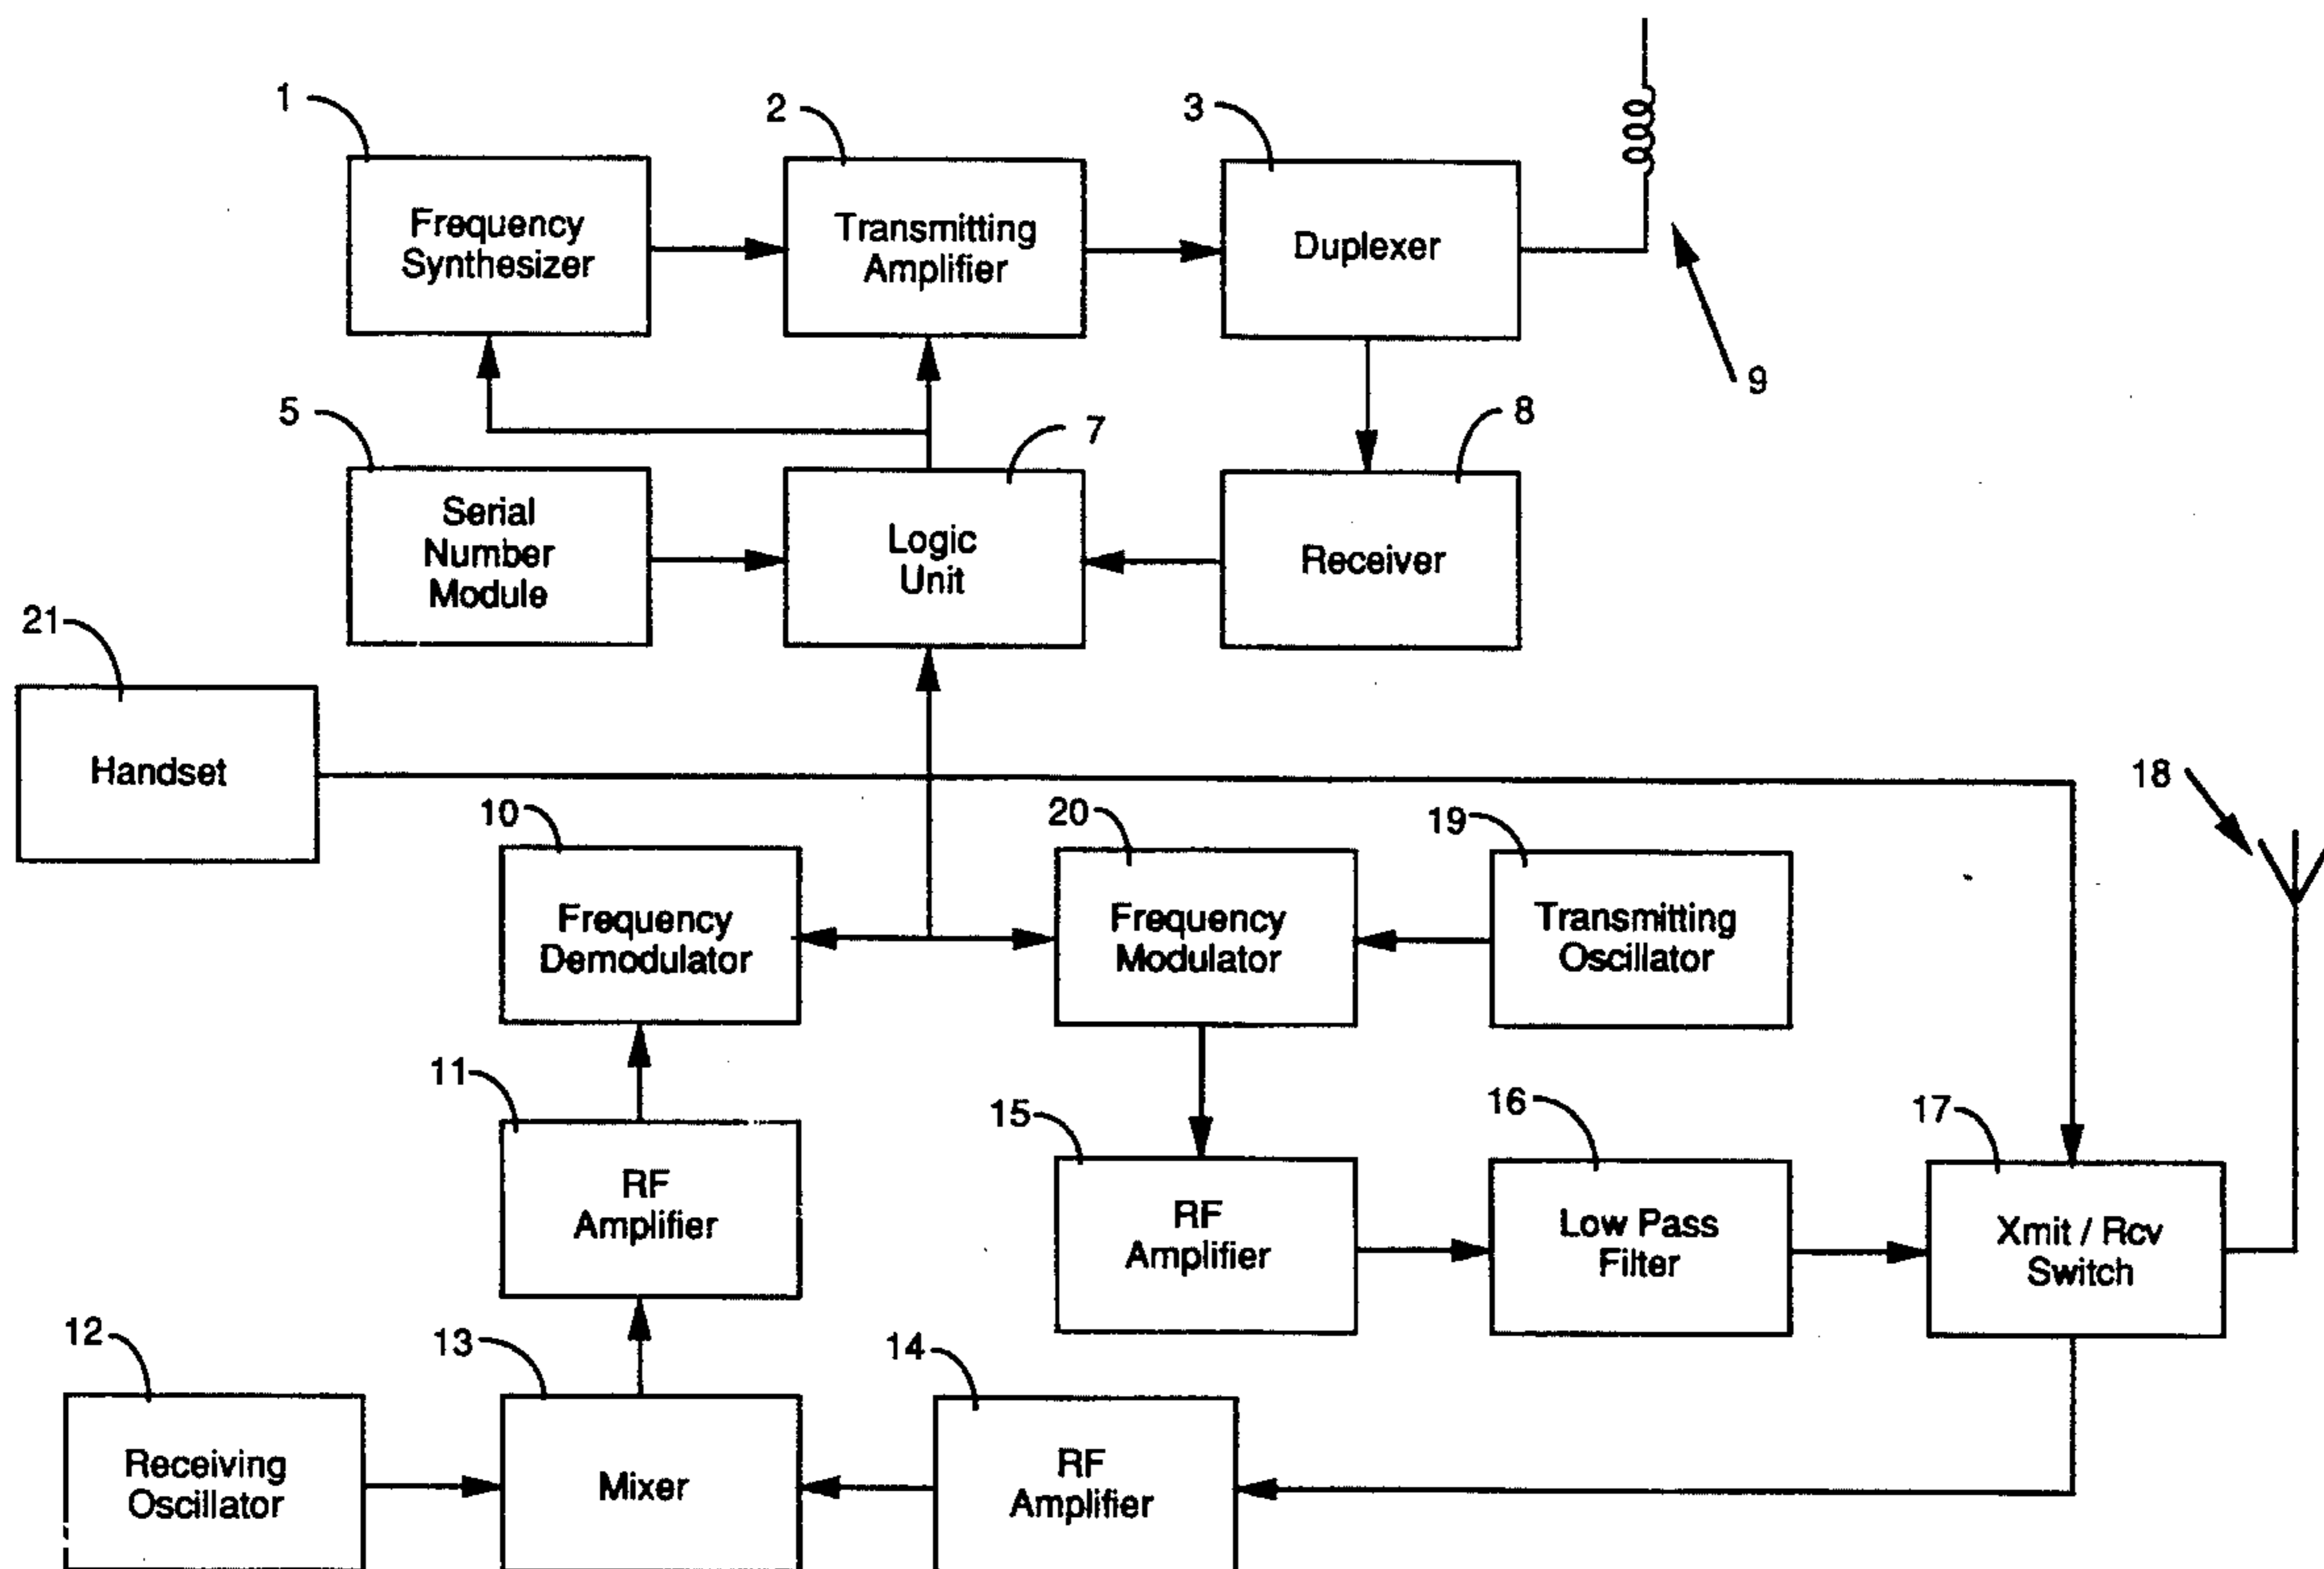 1
2
3
Frequency
Synthesizer
Transmitting
Amplifier
Duplexer
9
5
7
8
Serial
Number
Module
Logic
Unit
Receiver
21
Handset
18
10
20
19
Frequency
Demodulator
Frequency
Modulator
Transmitting
Oscillator
11
15
16
17
RF
Amplifier
RF
Amplifier
Low Pass
Filter
Xmit / Rcv
Switch
12
13
14
Receiving
Oscillator
Mixer
RF
Amplifier